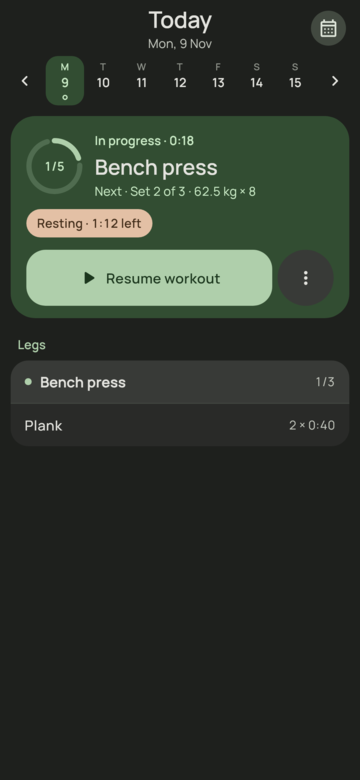 Today
Mon, 9 Nov
M T W T F S S
9 10 11 12 13 14 15
In progress · 0:18
1/5
Bench press
Next · Set 2 of 3 · 62.5 kg × 8
Resting · 1:12 left
Resume workout
Legs
Bench press 1/3
Plank 2 × 0:40